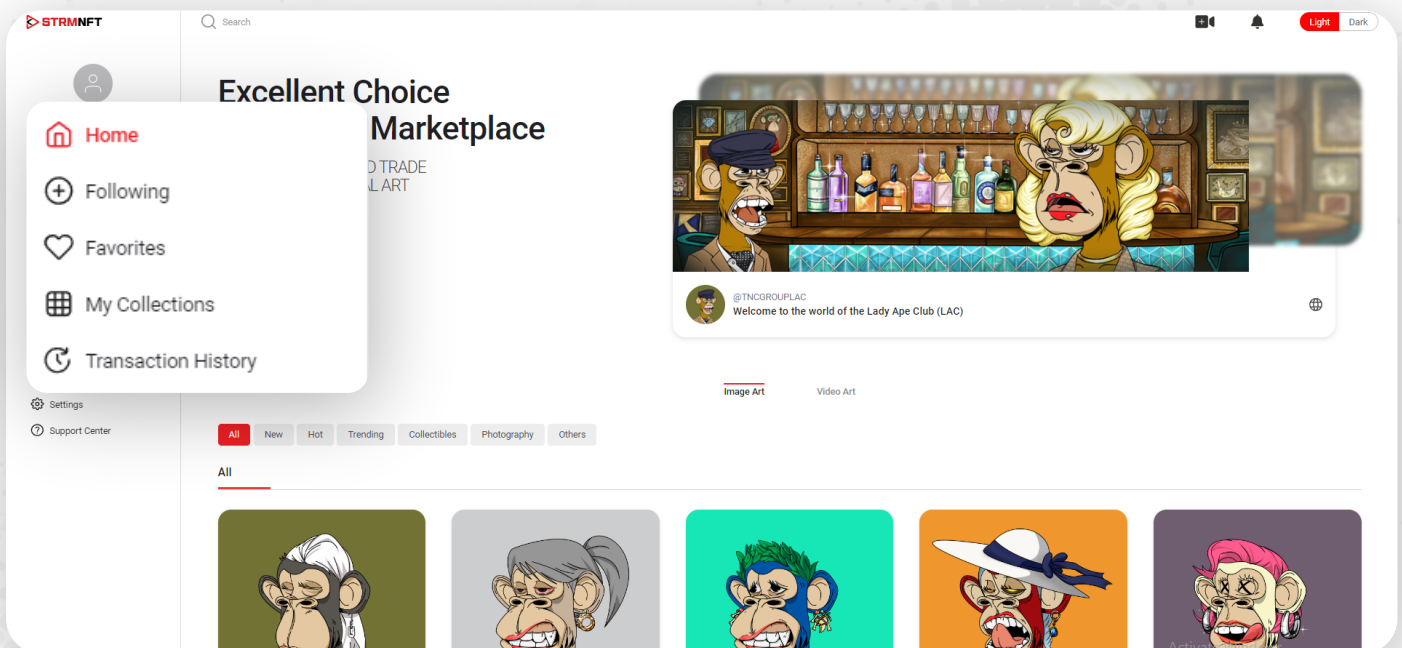 STRMNFT
Search
Light
Dark
Excellent Choice
Marketplace
TRADE
ART
Home
Following
Favorites
My Collections
Transaction History
Settings
Support Center
@TNCGROUPLAC
Welcome to the world of the Lady Ape Club (LAC)
Image Art
Video Art
All
New
Hot
Trending
Collectibles
Photography
Others
All